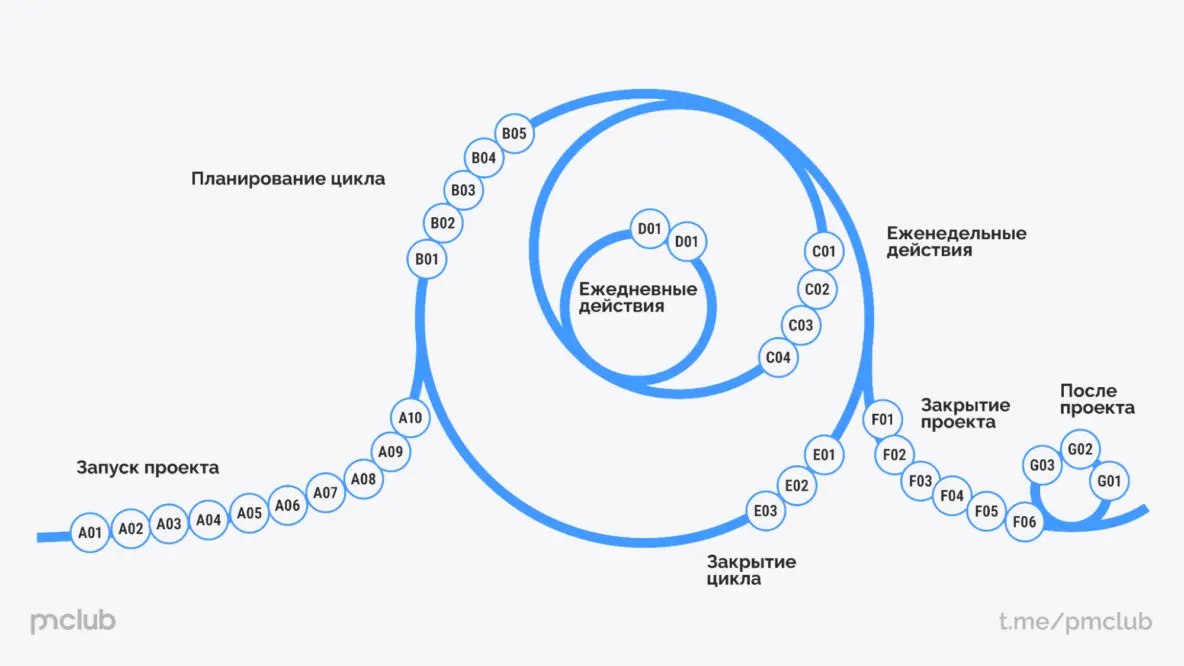 Планирование цикла
B05
B04
B03
B02
B01
D01
D01
Ежедневные
действия
C01
C02
C03
C04
Еженедельные
действия
Запуск проекта
A01
A02
A03
A04
A05
A06
A07
A08
A09
A10
E01
E02
E03
Закрытие
цикла
Закрытие
проекта
F01
F02
F03
F04
F05
F06
После
проекта
G03
G02
G01
pmclub
t.me/pmclub